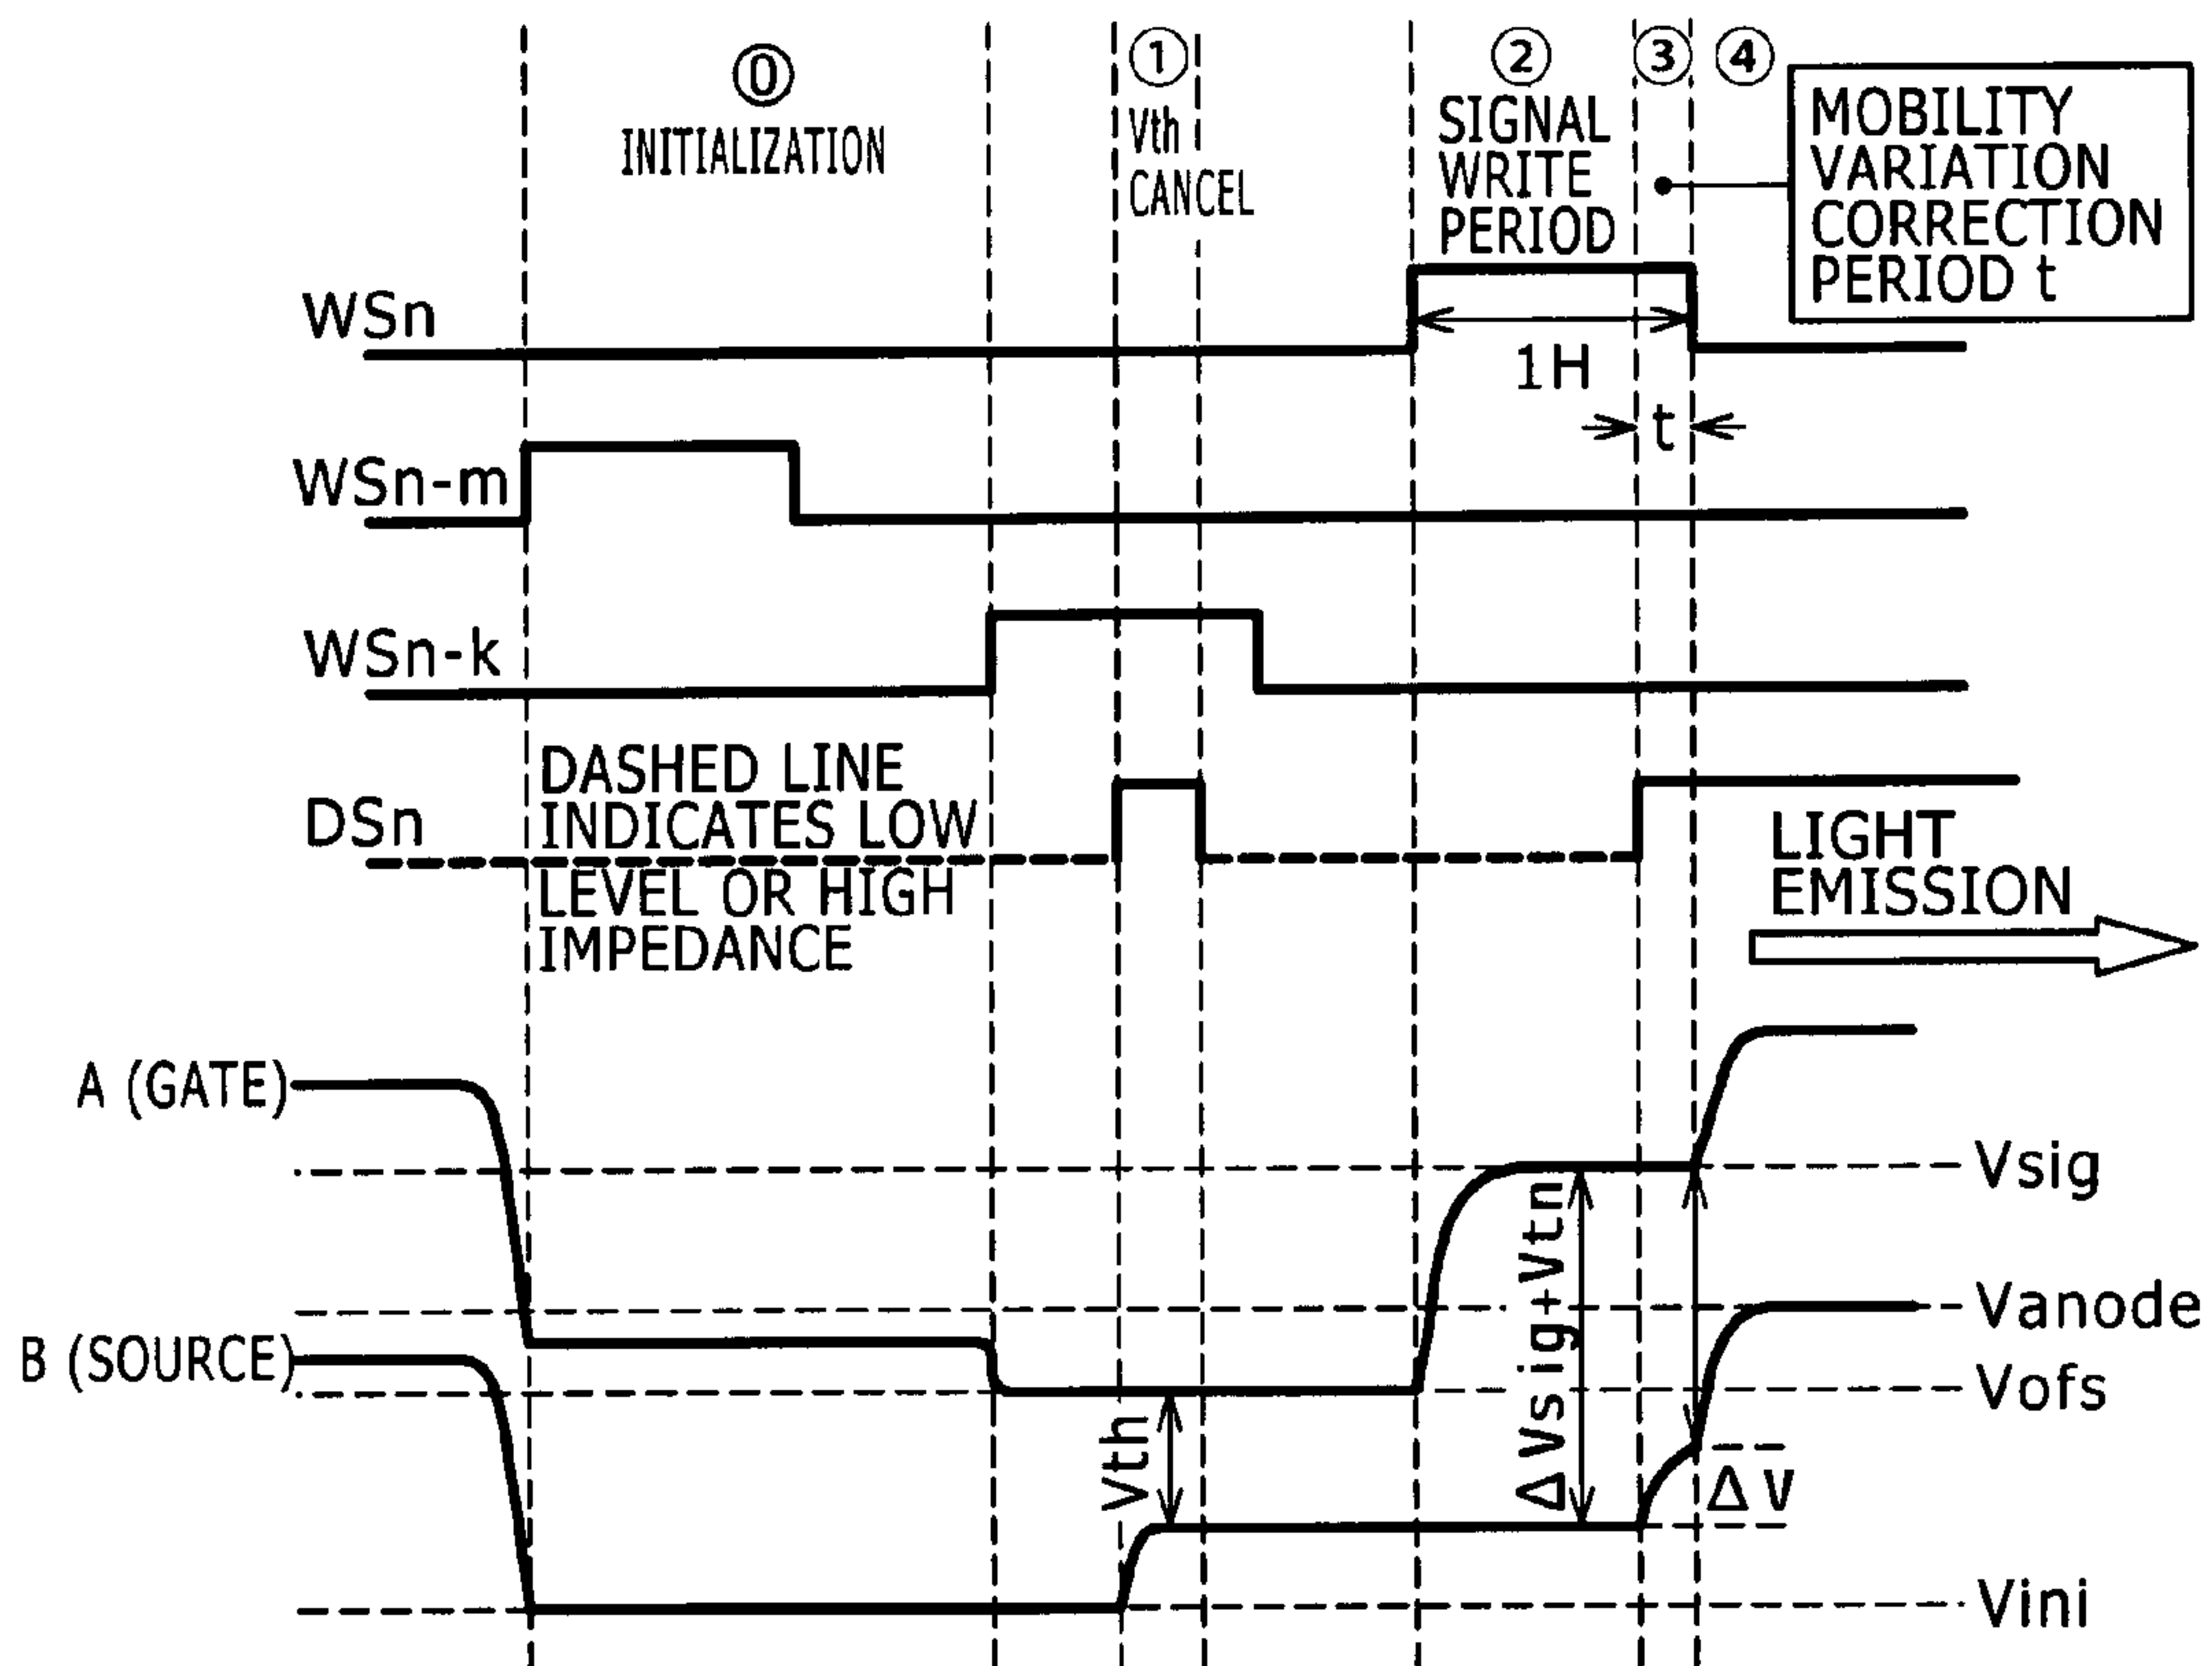 ⓪
INITIALIZATION
①
Vth
CANCEL
②
SIGNAL
WRITE
PERIOD
③
④
MOBILITY
VARIATION
CORRECTION
PERIOD t
WSn
1H
t
WSn-m
WSn-k
DSn
DASHED LINE
INDICATES LOW
LEVEL OR HIGH
IMPEDANCE
LIGHT
EMISSION
A (GATE)
Vsig
ΔVsig+Vtn
Vanode
B (SOURCE)
Vofs
Vth
ΔV
Vini